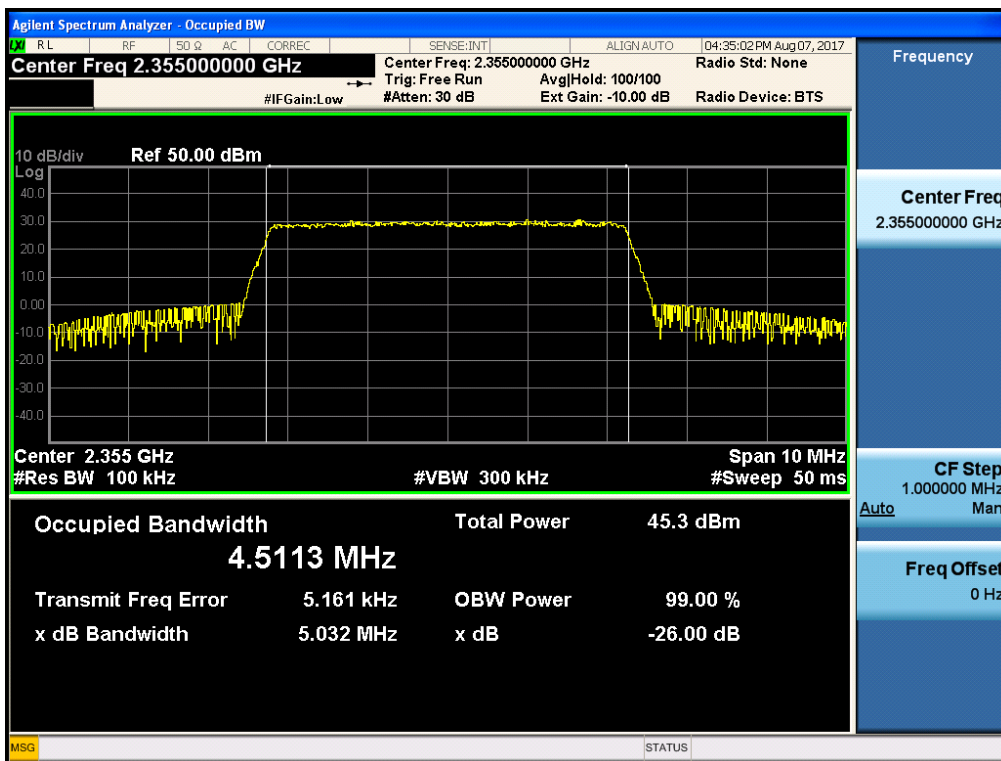 Agilent Spectrum Analyzer - Occupied BW
LXI RL RF 50 Ω AC CORREC SENSE:INT ALIGN AUTO 04:35:02 PM Aug 07, 2017
Center Freq 2.355000000 GHz
Center Freq: 2.355000000 GHz Radio Std: None
Trig: Free Run Avg|Hold: 100/100
#IFGain:Low #Atten: 30 dB Ext Gain: -10.00 dB Radio Device: BTS
10 dB/div Ref 50.00 dBm
Log
40.0
30.0
20.0
10.0
0.00
-10.0
-20.0
-30.0
-40.0
Center 2.355 GHz Span 10 MHz
#Res BW 100 kHz #VBW 300 kHz #Sweep 50 ms
Occupied Bandwidth Total Power 45.3 dBm
4.5113 MHz
Transmit Freq Error 5.161 kHz OBW Power 99.00 %
x dB Bandwidth 5.032 MHz x dB -26.00 dB
Frequency
Center Freq
2.355000000 GHz
CF Step
1.000000 MHz
Auto Man
Freq Offset
0 Hz
MSG STATUS